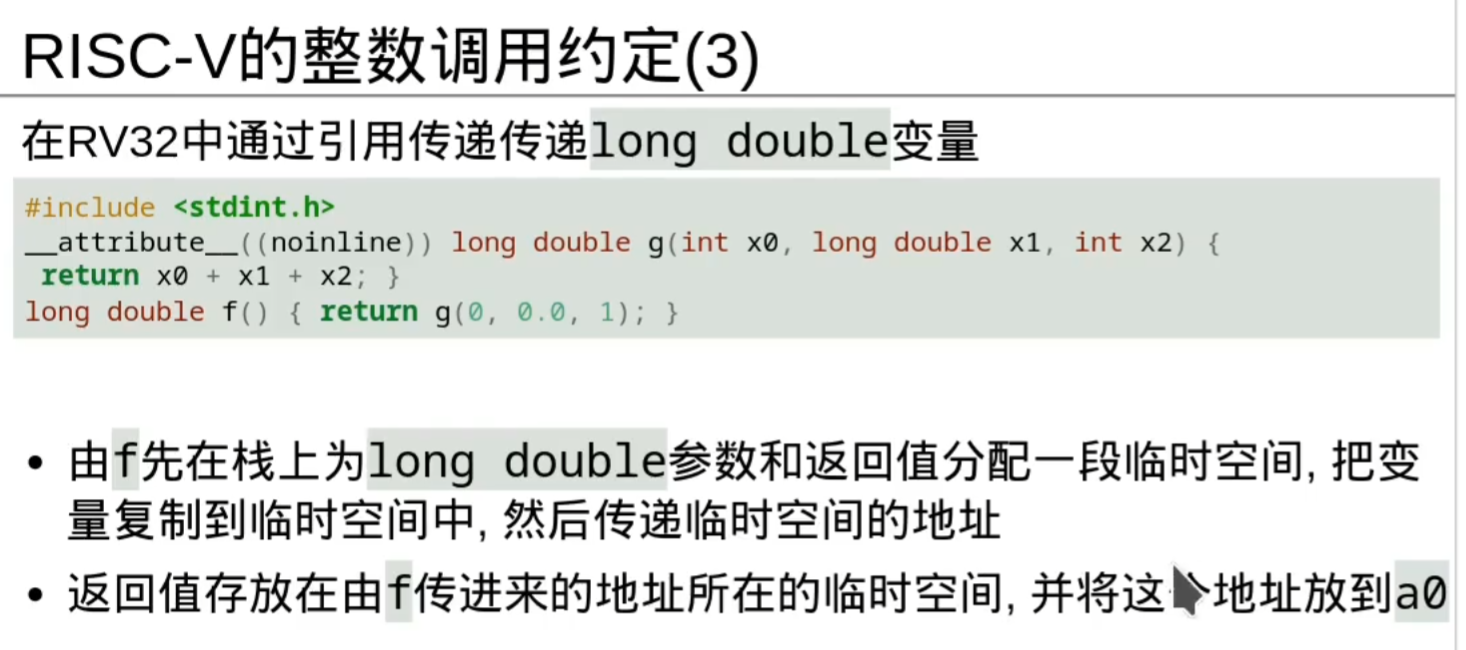 RISC-V的整数调用约定(3)
在RV32中通过引用传递传递long double变量
#include <stdint.h>
__attribute__((noinline)) long double g(int x0, long double x1, int x2) {
 return x0 + x1 + x2; }
long double f() { return g(0, 0.0, 1); }
• 由f先在栈上为long double参数和返回值分配一段临时空间, 把变
量复制到临时空间中, 然后传递临时空间的地址
• 返回值存放在由f传进来的地址所在的临时空间, 并将这个地址放到a0